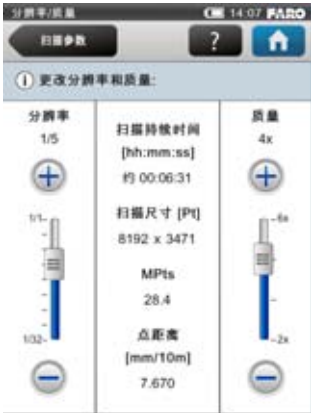 分辨率/质量 14:07 FARO
扫描参数 ?
i 更改分辨率和质量:
分辨率
1/5
扫描持续时间
[hh:mm:ss]
约 00:06:31
扫描尺寸 [Pt]
8192 x 3471
MPts
28.4
点距离
[mm/10m]
7.670
1/1
1/32
质量
4x
6x
2x